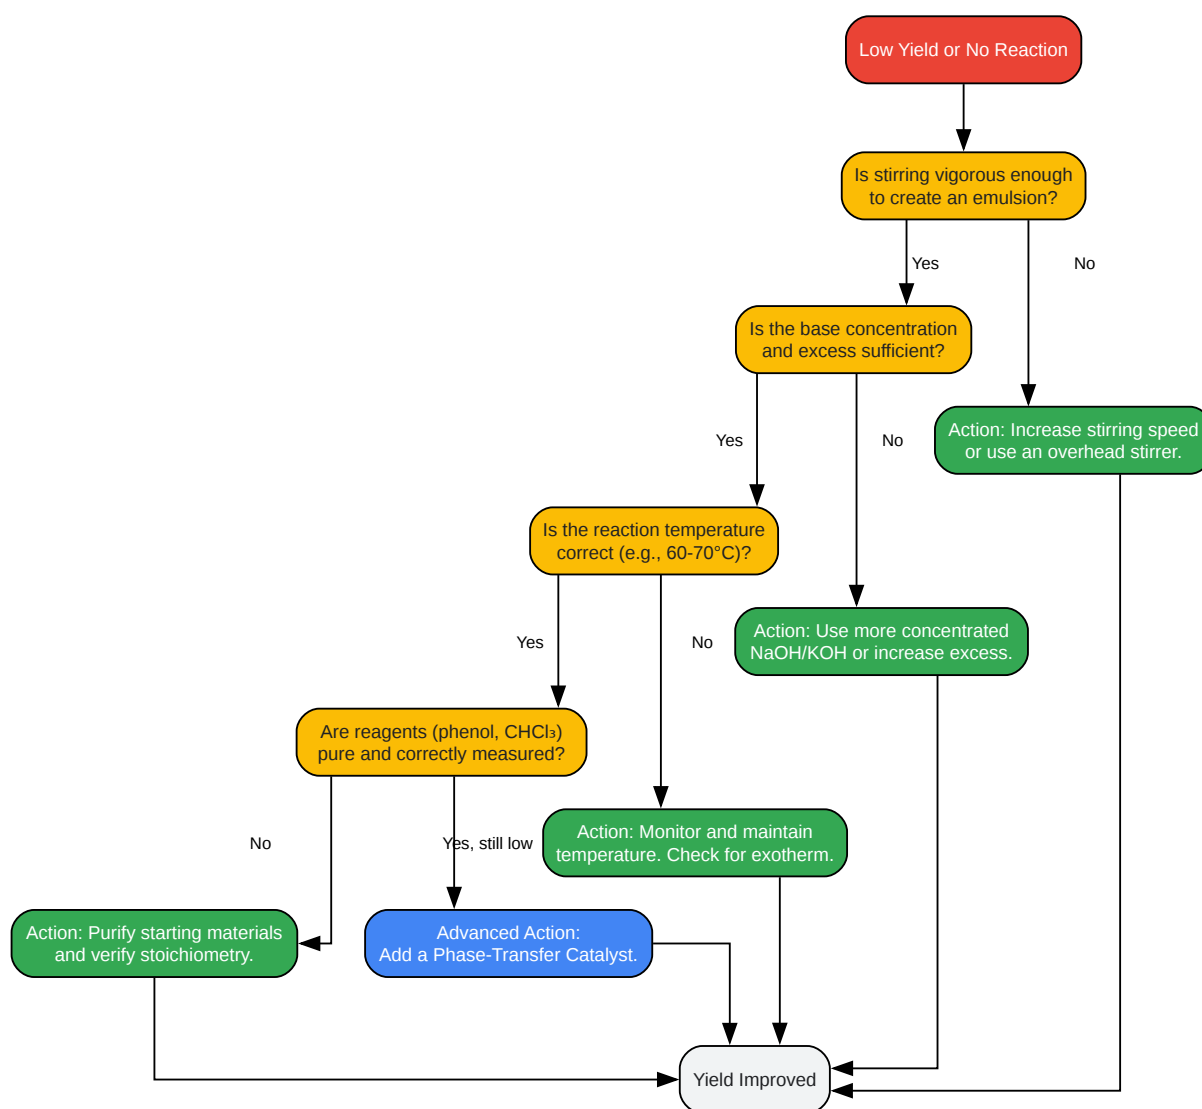 Low Yield or No Reaction
Is stirring vigorous enough
to create an emulsion?
Yes
No
Is the base concentration
and excess sufficient?
Yes
No
Action: Increase stirring speed
or use an overhead stirrer.
Is the reaction temperature
correct (e.g., 60-70°C)?
Yes
No
Action: Use more concentrated
NaOH/KOH or increase excess.
Are reagents (phenol, CHCl₃)
pure and correctly measured?
No
Yes, still low
Action: Monitor and maintain
temperature. Check for exotherm.
Action: Purify starting materials
and verify stoichiometry.
Advanced Action:
Add a Phase-Transfer Catalyst.
Yield Improved